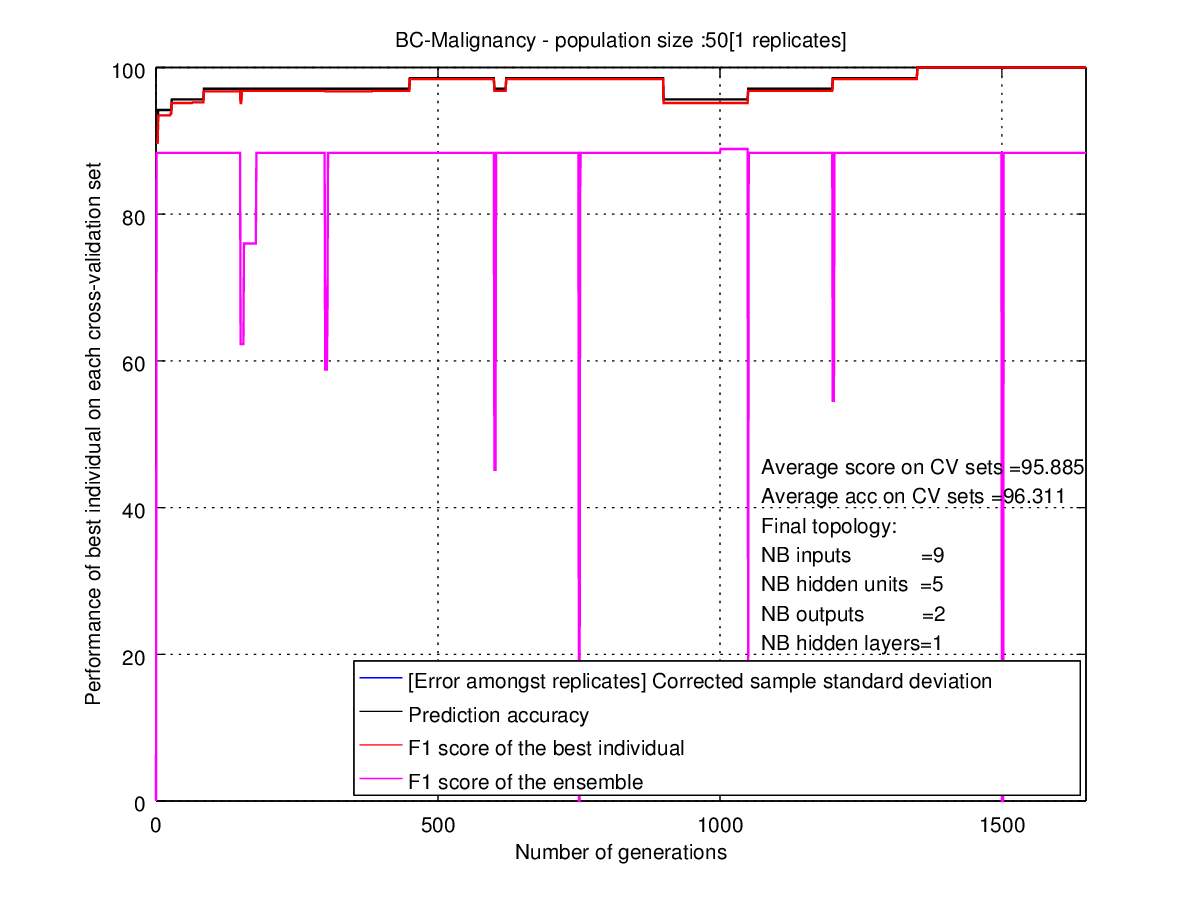 BC-Malignancy - population size :50[1 replicates]
Performance of best individual on each cross-validation set
100
80
60
40
20
0
0
500
1000
1500
Number of generations
Average score on CV sets =95.885
Average acc on CV sets =96.311
Final topology:
NB inputs =9
NB hidden units =5
NB outputs =2
NB hidden layers=1
[Error amongst replicates] Corrected sample standard deviation
Prediction accuracy
F1 score of the best individual
F1 score of the ensemble